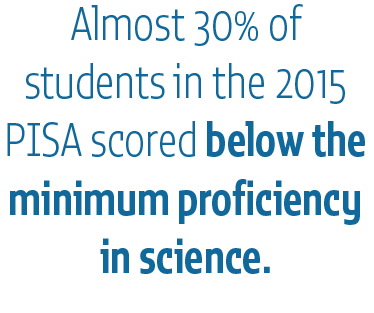 Almost 30% of
students in the 2015
PISA scored below the
minimum proficiency
in science.